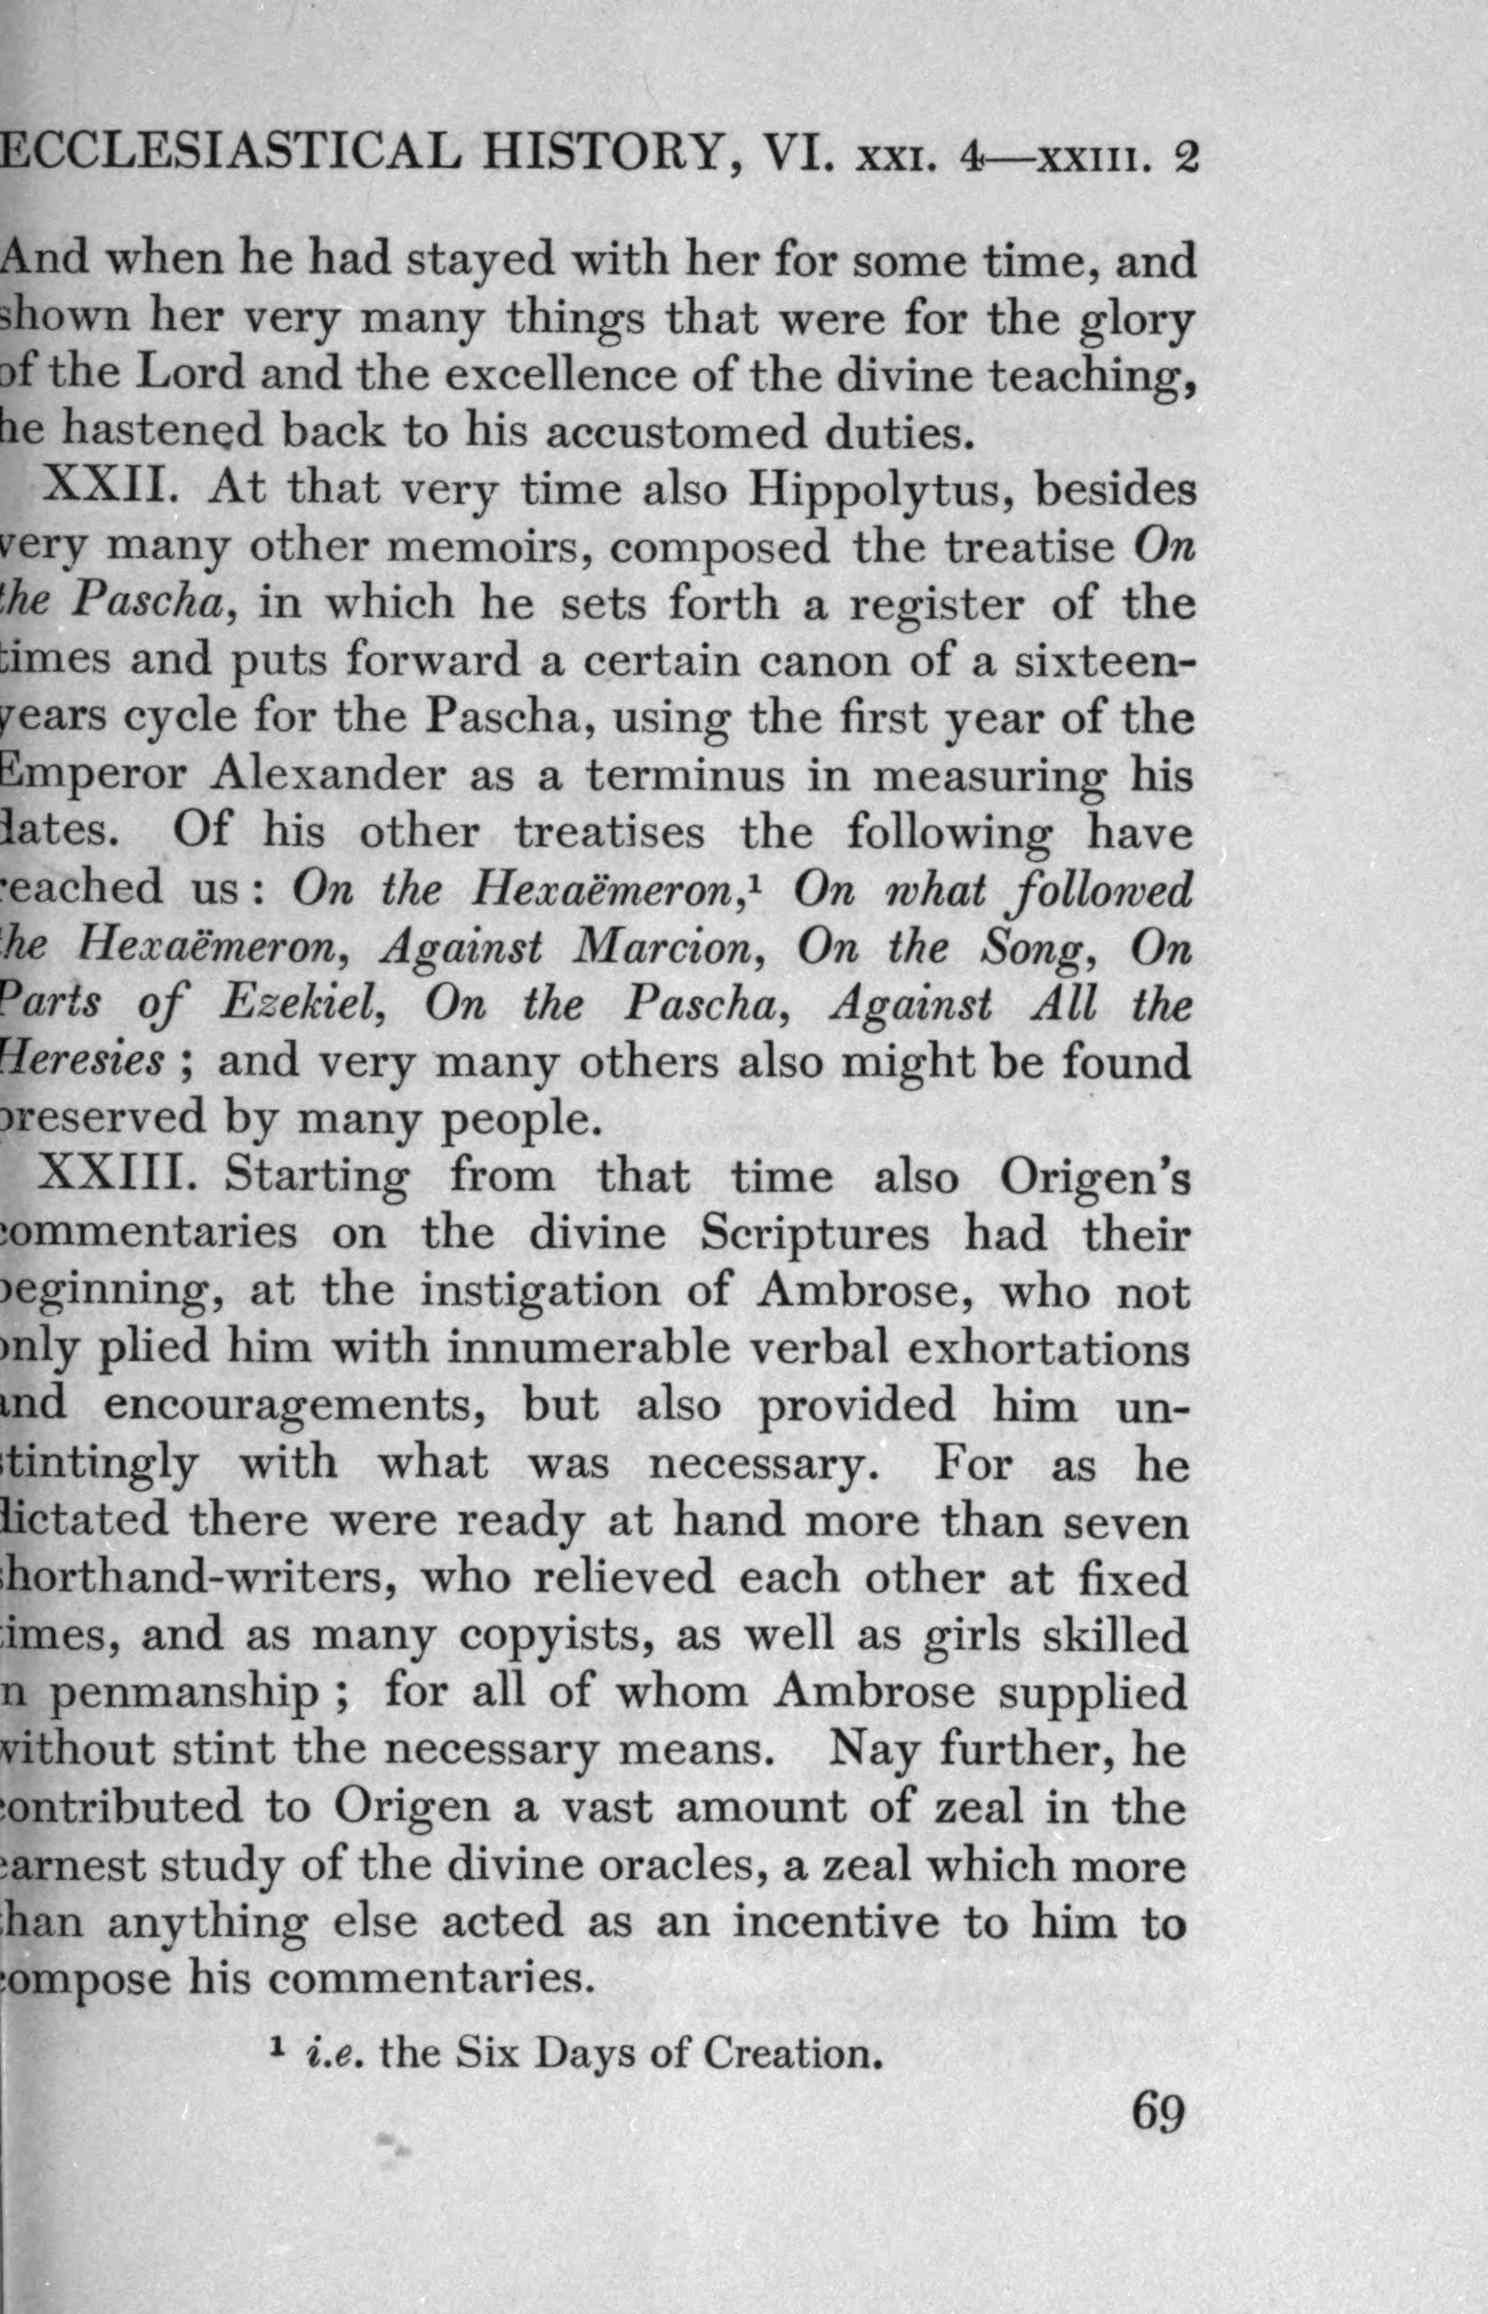 ECCLESIASTICAL HISTORY, VI. XXI. 4—XXIII. 2
And when he had stayed with her for some time, and
shown her very many things that were for the glory
of the Lord and the excellence of the divine teaching,
he hastened back to his accustomed duties.
XXII. At that very time also Hippolytus, besides
very many other memoirs, composed the treatise On
the Pascha, in which he sets forth a register of the
times and puts forward a certain canon of a sixteen-
years cycle for the Pascha, using the first year of the
Emperor Alexander as a terminus in measuring his
dates. Of his other treatises the following have
reached us : On the Hexaëmeron,¹ On what followed
the Hexaëmeron, Against Marcion, On the Song, On
Parts of Ezekiel, On the Pascha, Against All the
Heresies ; and very many others also might be found
preserved by many people.
XXIII. Starting from that time also Origen's
commentaries on the divine Scriptures had their
beginning, at the instigation of Ambrose, who not
only plied him with innumerable verbal exhortations
and encouragements, but also provided him un-
stintingly with what was necessary. For as he
dictated there were ready at hand more than seven
shorthand-writers, who relieved each other at fixed
times, and as many copyists, as well as girls skilled
in penmanship ; for all of whom Ambrose supplied
without stint the necessary means. Nay further, he
contributed to Origen a vast amount of zeal in the
earnest study of the divine oracles, a zeal which more
than anything else acted as an incentive to him to
compose his commentaries.
¹ i.e. the Six Days of Creation.
69